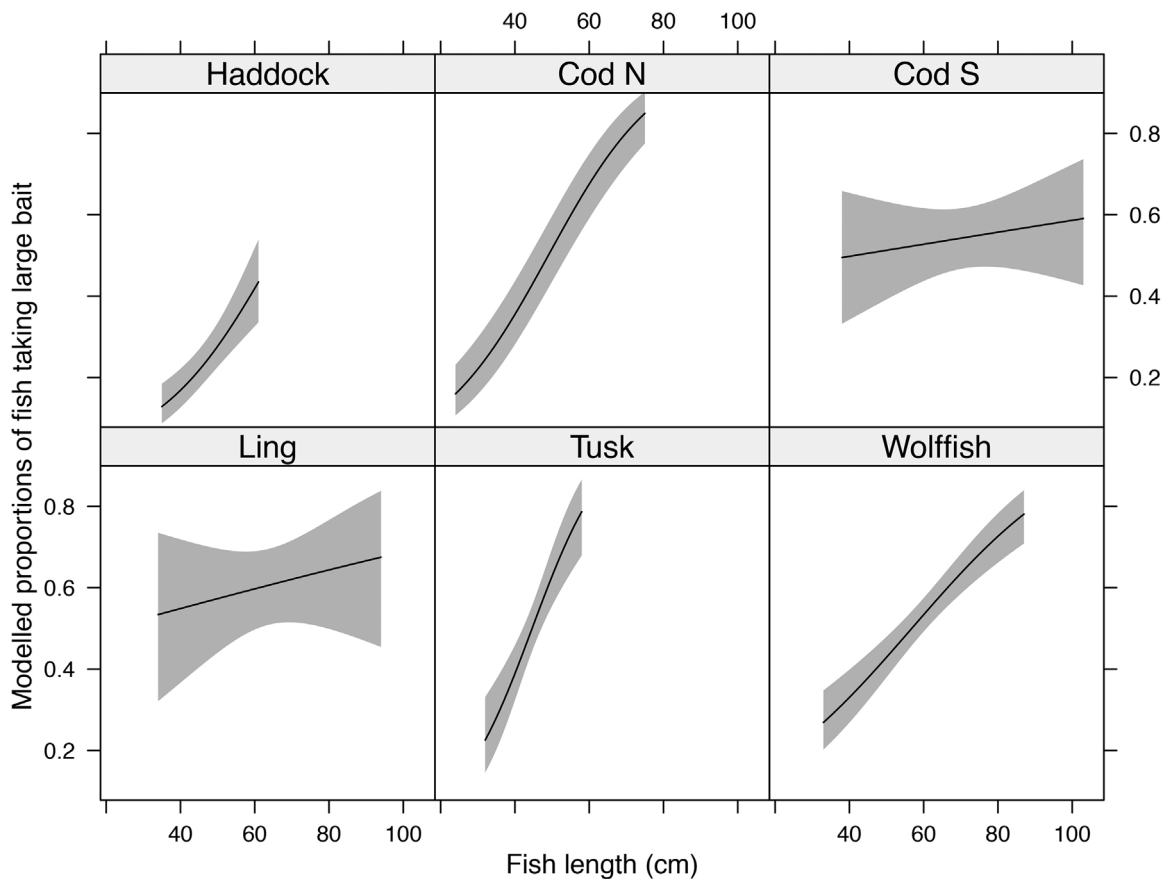 40 60 80 100
Haddock Cod N Cod S
0.8
0.6
0.4
0.2
Ling Tusk Wolffish
0.8
0.6
0.4
0.2
40 60 80 100 40 60 80 100
Fish length (cm)
Modelled proportions of fish taking large bait